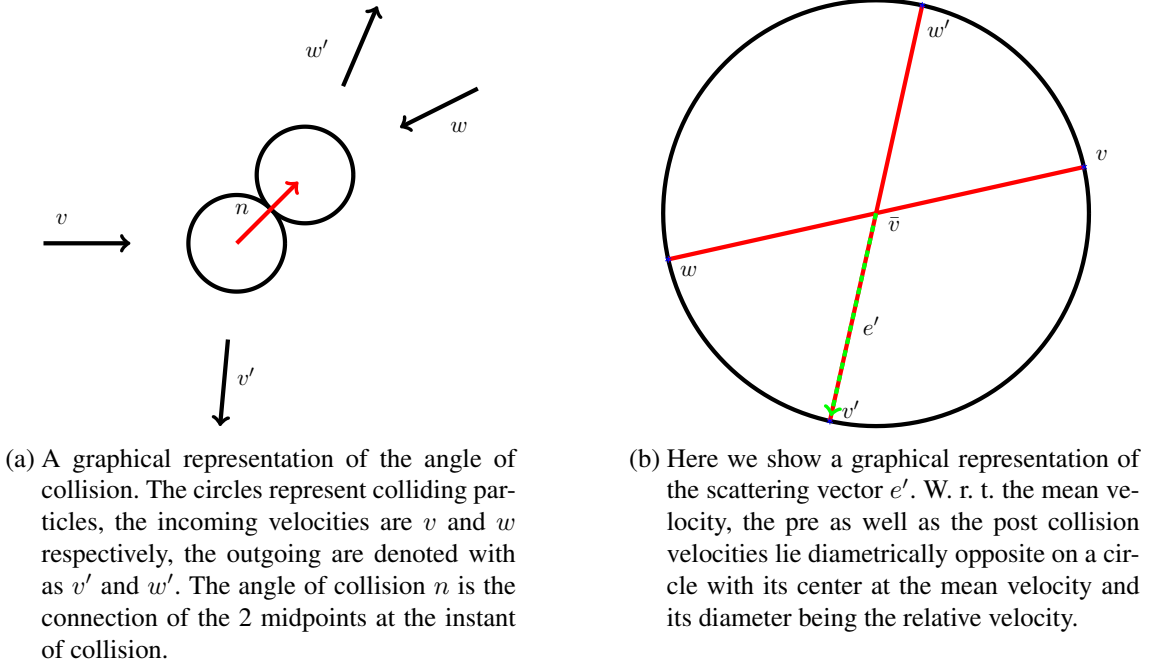 w′
w
n
v
v′
w′
v
v̄
w
e′
v′
(a) A graphical representation of the angle of
collision. The circles represent colliding par-
ticles, the incoming velocities are v and w
respectively, the outgoing are denoted with
as v′ and w′. The angle of collision n is the
connection of the 2 midpoints at the instant
of collision.
(b) Here we show a graphical representation of
the scattering vector e′. W. r. t. the mean ve-
locity, the pre as well as the post collision
velocities lie diametrically opposite on a cir-
cle with its center at the mean velocity and
its diameter being the relative velocity.